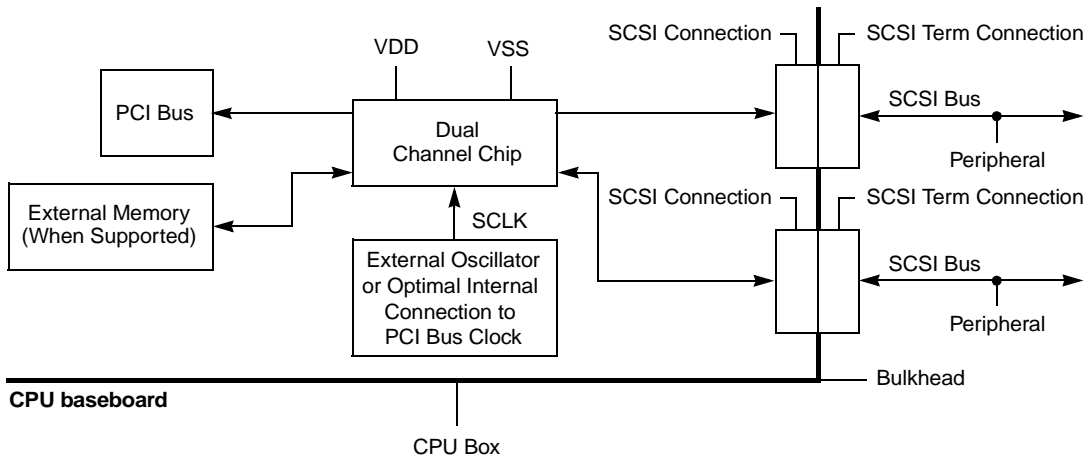 SCSI Connection
SCSI Term Connection
VDD
VSS
PCI Bus
Dual
Channel Chip
SCSI Bus
Peripheral
SCSI Connection
SCSI Term Connection
External Memory
(When Supported)
SCLK
External Oscillator
or Optimal Internal
Connection to
PCI Bus Clock
SCSI Bus
Peripheral
Bulkhead
CPU baseboard
CPU Box